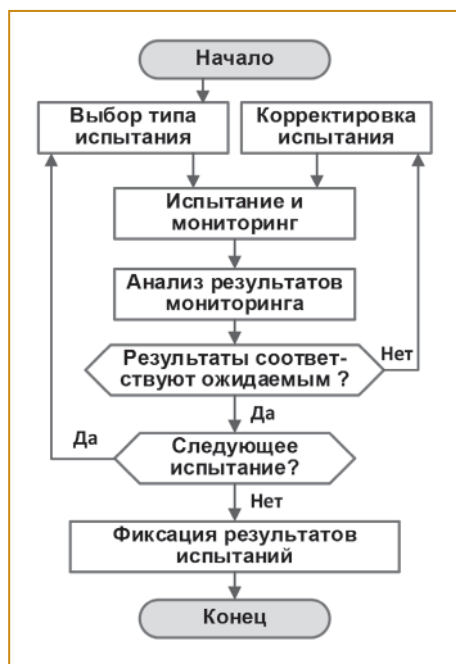 Начало
Выбор типа
испытания
Корректировка
испытания
Испытание и
мониторинг
Анализ результатов
мониторинга
Результаты соответ-
ствуют ожидаемым ?
Нет
Да
Да
Следующее
испытание?
Нет
Фиксация результатов
испытаний
Конец